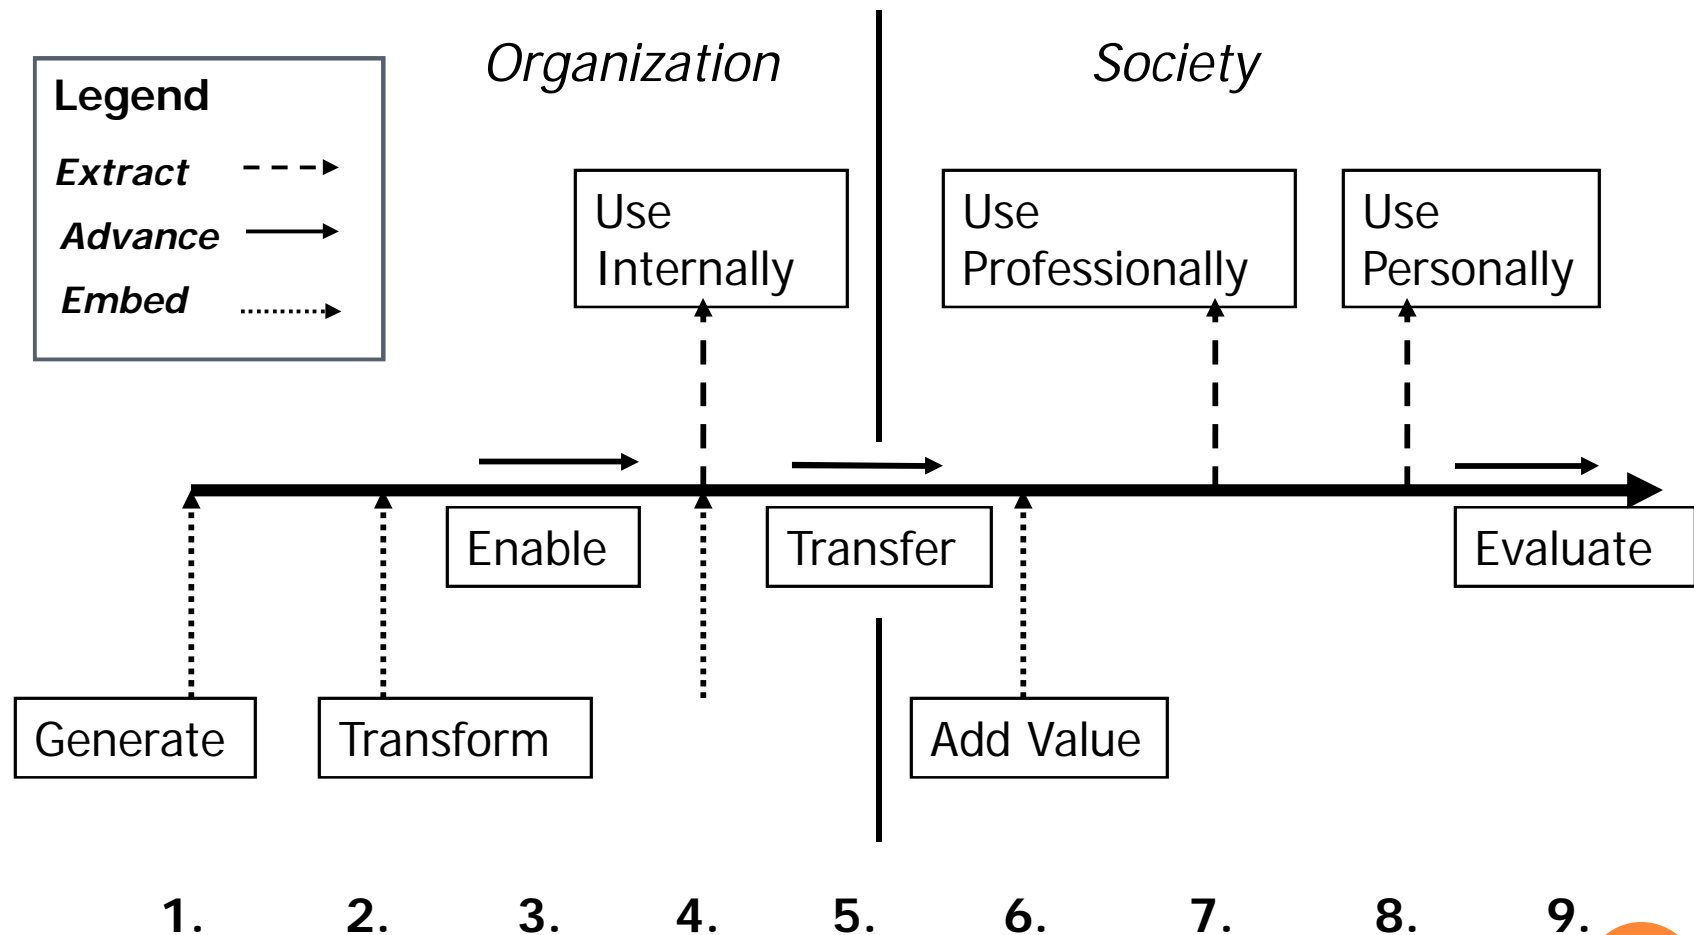 Organization
Society
Legend
Extract
Advance
Embed
Use
Internally
Use
Professionally
Use
Personally
Enable
Transfer
Evaluate
Generate
Transform
Add Value
1. 2. 3. 4. 5. 6. 7. 8. 9.